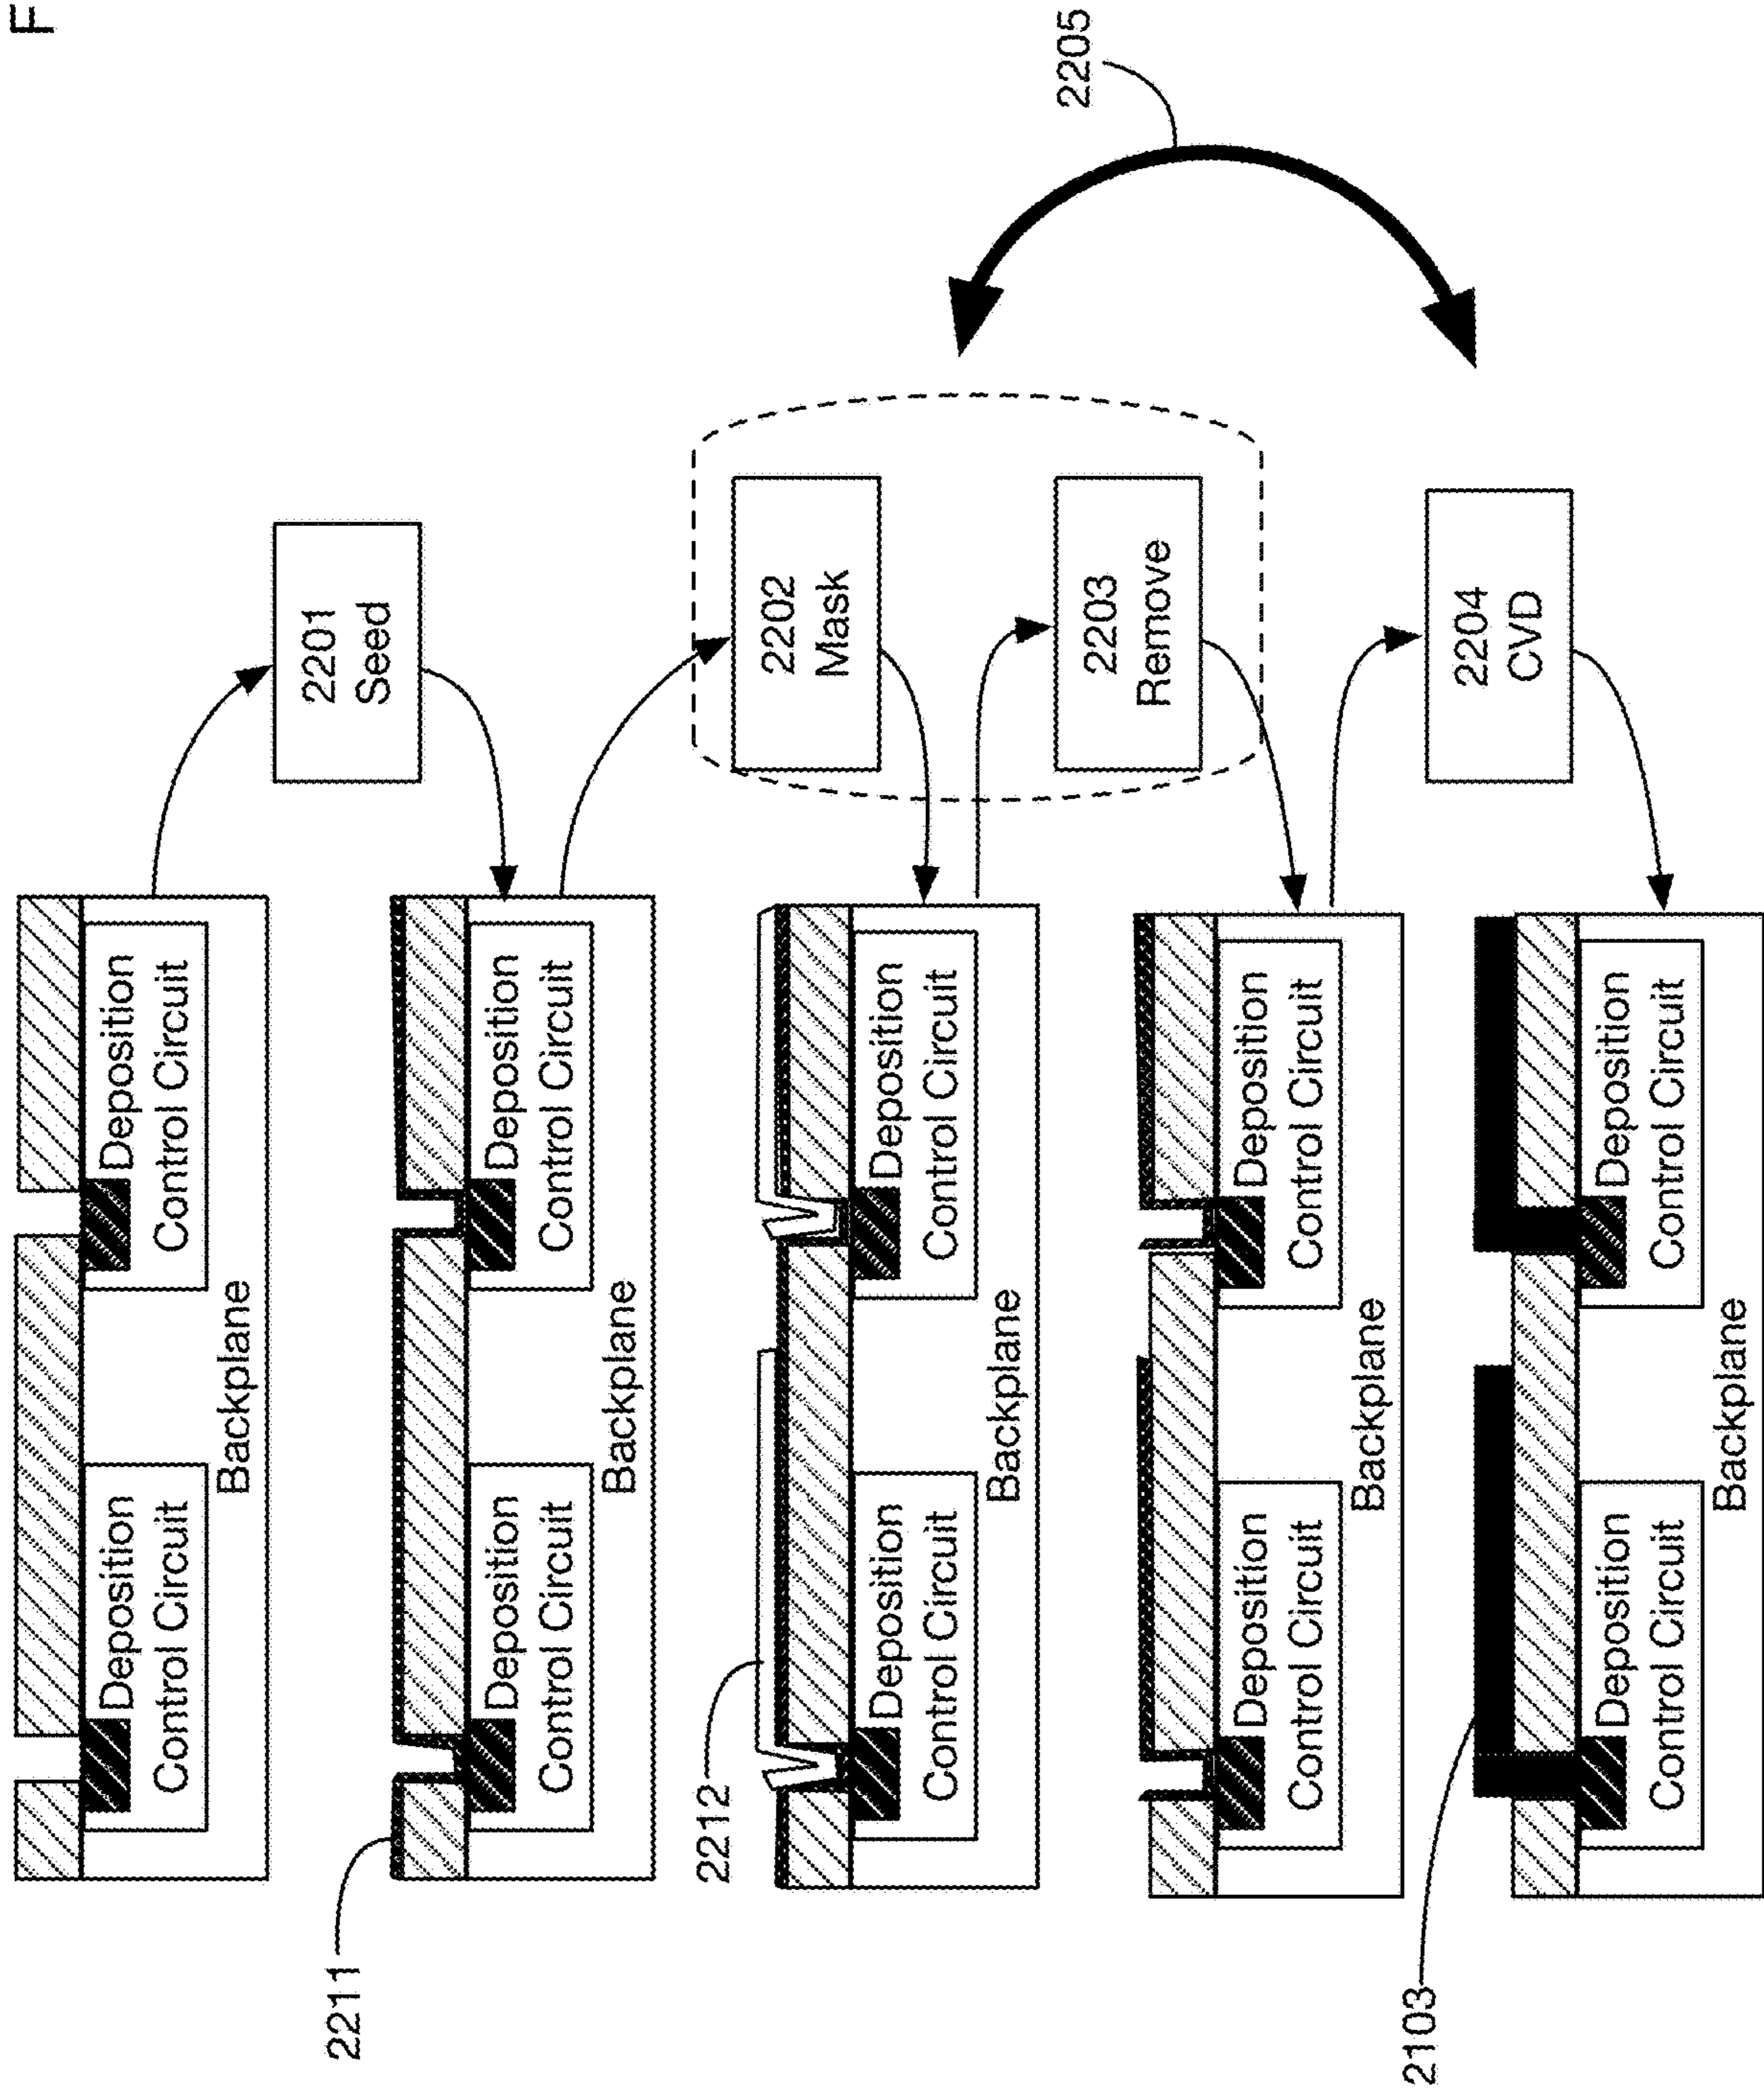 F
Deposition
Control Circuit
Deposition
Control Circuit
Backplane
2201
Seed
2211
Deposition
Control Circuit
Deposition
Control Circuit
Backplane
2202
Mask
2212
Deposition
Control Circuit
Deposition
Control Circuit
Backplane
2203
Remove
2205
Deposition
Control Circuit
Deposition
Control Circuit
Backplane
2204
CVD
2103
Deposition
Control Circuit
Deposition
Control Circuit
Backplane